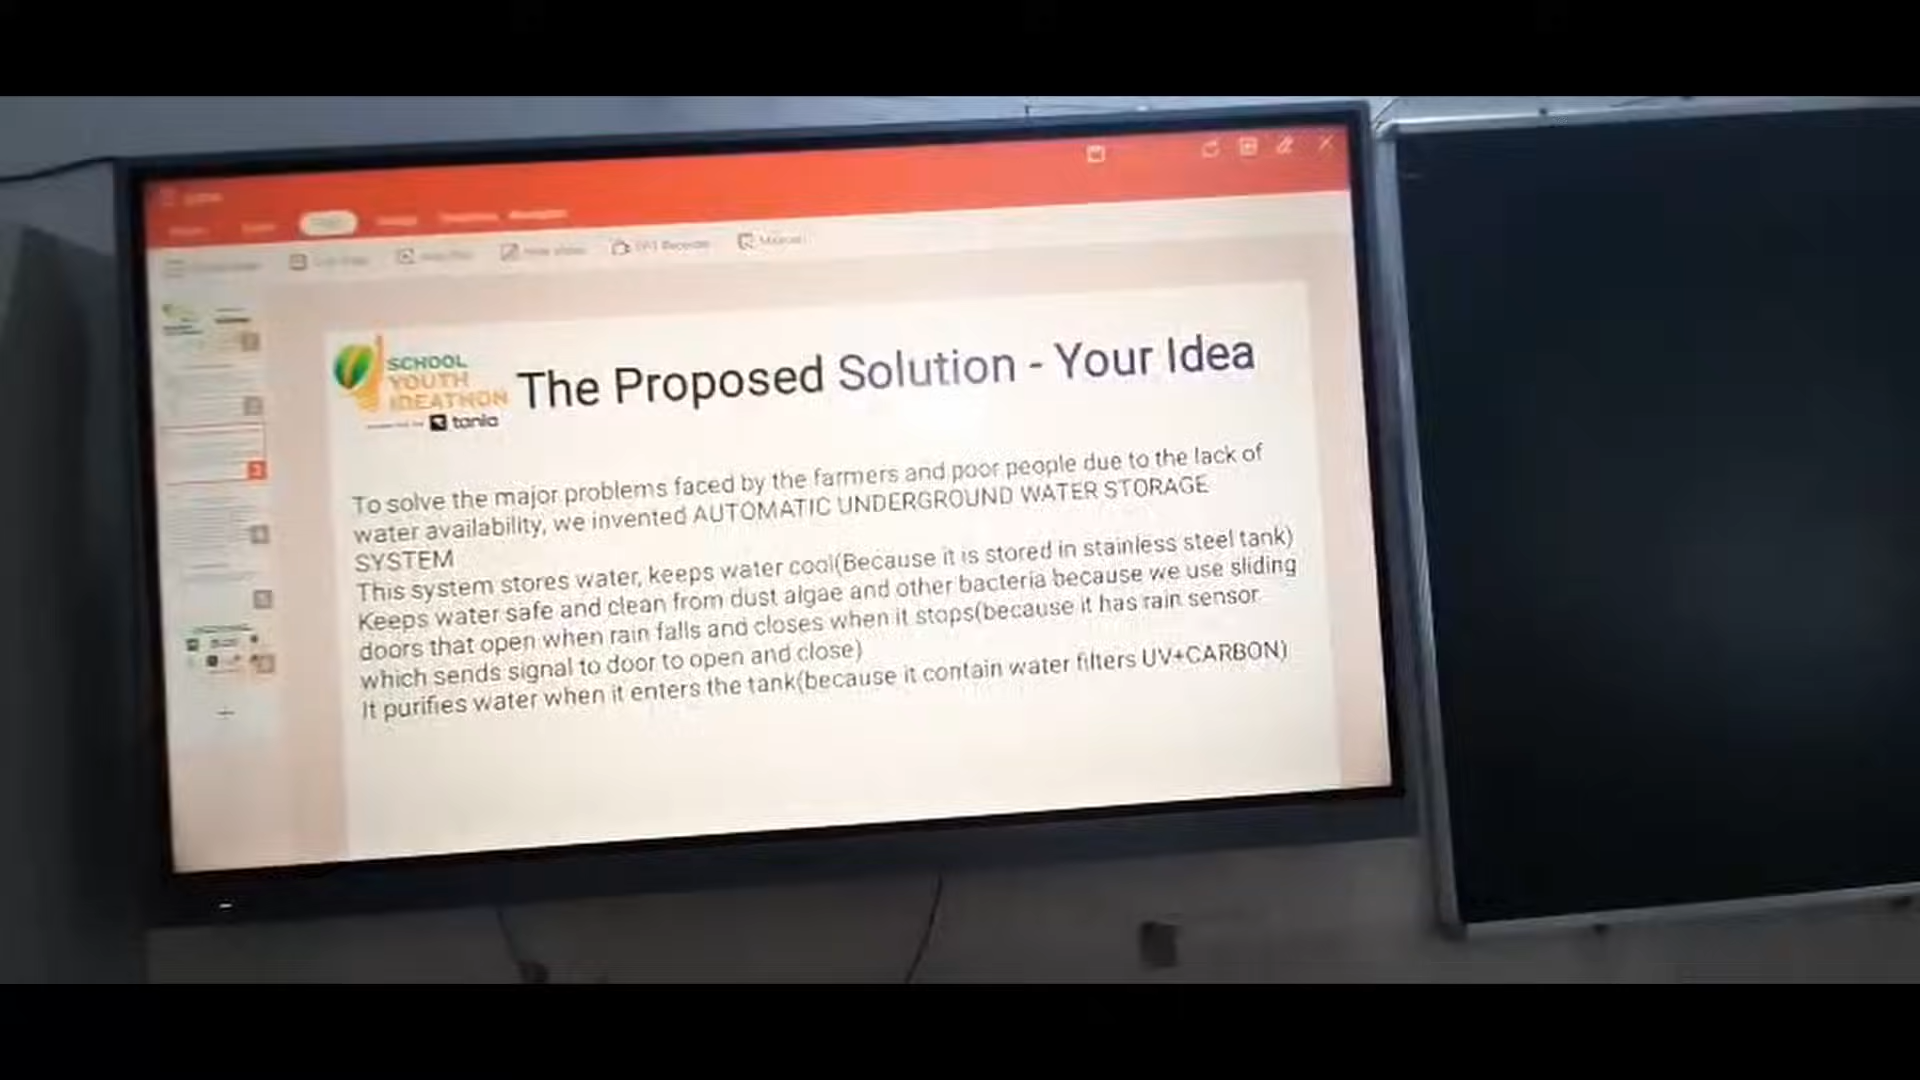 SCHOOL
YOUTH
IDEATHON
The Proposed Solution - Your Idea
To solve the major problems faced by the farmers and poor people due to the lack of
water availability, we invented AUTOMATIC UNDERGROUND WATER STORAGE
SYSTEM
This system stores water, keeps water cool(Because it is stored in stainless steel tank)
Keeps water safe and clean from dust algae and other bacteria because we use sliding
doors that open when rain falls and closes when it stops(because it has rain sensor
which sends signal to door to open and close)
It purifies water when it enters the tank(because it contain water filters UV+CARBON)
3